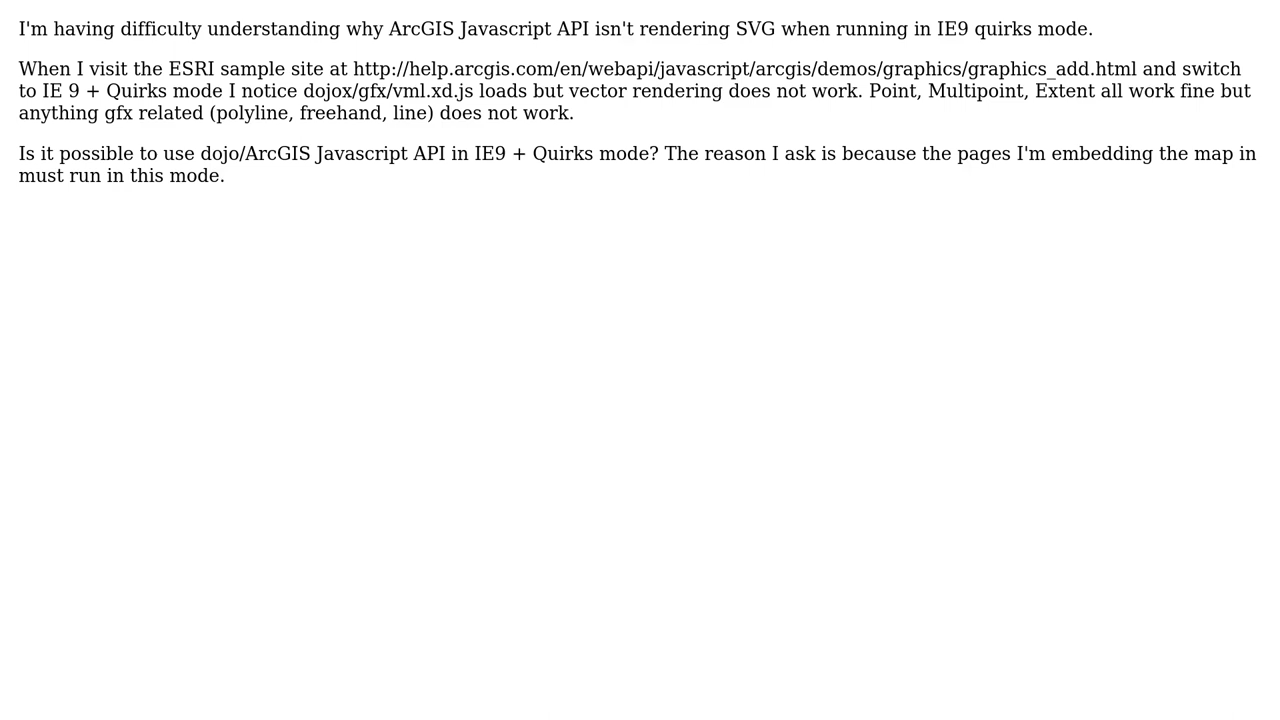 I'm having difficulty understanding why ArcGIS Javascript API isn't rendering SVG when running in IE9 quirks mode.
When I visit the ESRI sample site at http://help.arcgis.com/en/webapi/javascript/arcgis/demos/graphics/graphics_add.html and switch
to IE 9 + Quirks mode I notice dojox/gfx/vml.xd.js loads but vector rendering does not work. Point, Multipoint, Extent all work fine but
anything gfx related (polyline, freehand, line) does not work.
Is it possible to use dojo/ArcGIS Javascript API in IE9 + Quirks mode? The reason I ask is because the pages I'm embedding the map in
must run in this mode.